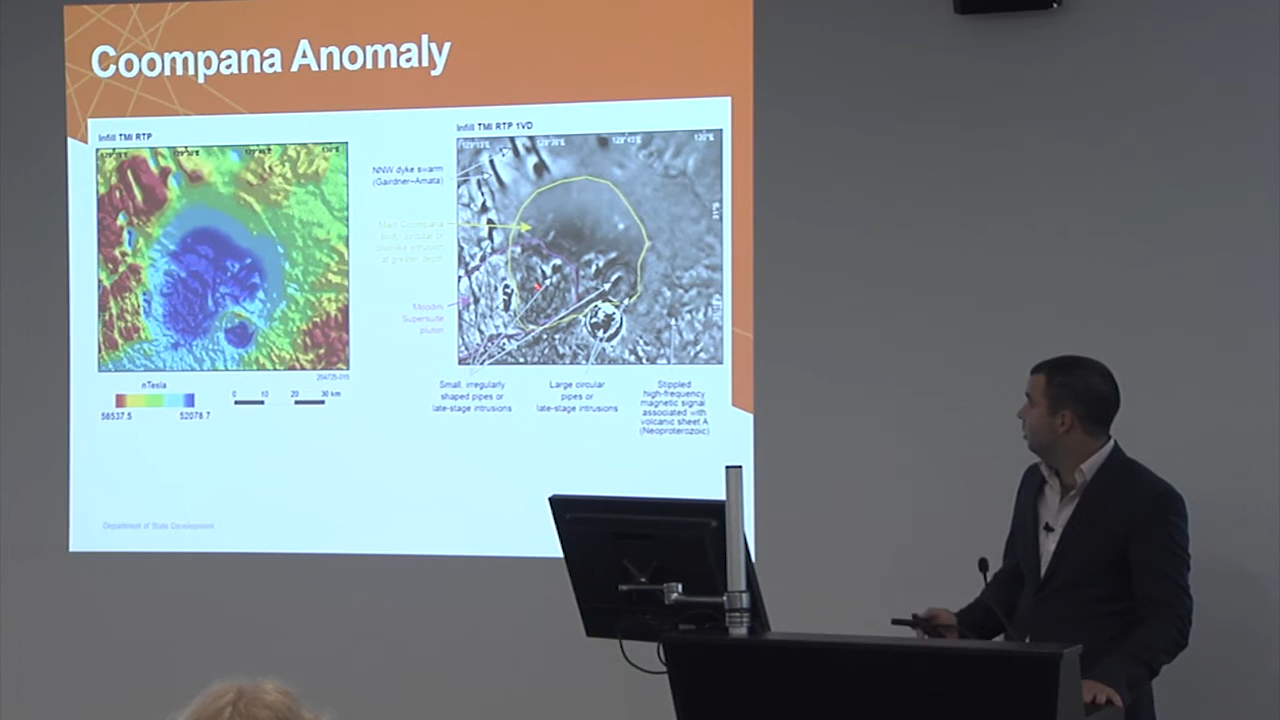 Coompana Anomaly
Infill TMI RTP
Infill TMI RTP 1VD
NNW dyke swarm
(Gairdner–Amata)
Main Coompana
body: circular or
at greater depth
Moodini
Supersuite
pluton
nTesla
58537.5
52078.7
0 10 20 30 km
204735-015
Small, irregularly
shaped pipes or
late-stage intrusions
Large circular
pipes or
late-stage intrusions
Stippled
high-frequency
magnetic signal
associated with
volcanic sheet A
(Neoproterozoic)
Department of State Development